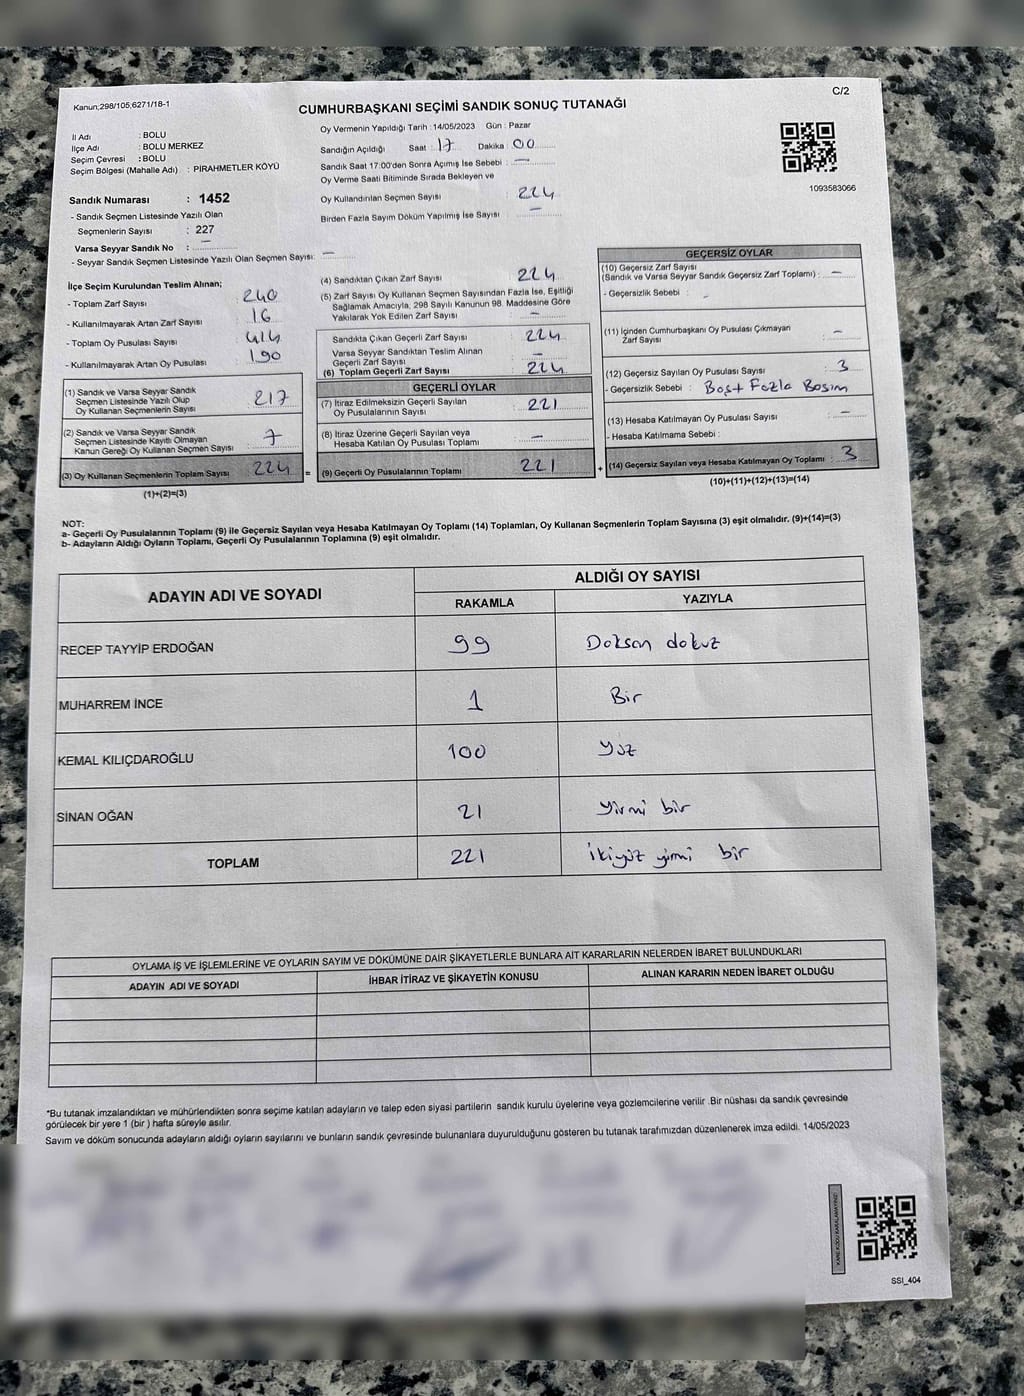 Kanun;298/105;6271/18-1
C/2
CUMHURBAŞKANI SEÇİMİ SANDIK SONUÇ TUTANAĞI
İl Adı : BOLU
İlçe Adı : BOLU MERKEZ
Seçim Çevresi : BOLU
Seçim Bölgesi (Mahalle Adı) : PİRAHMETLER KÖYÜ
Sandık Numarası : 1452
- Sandık Seçmen Listesinde Yazılı Olan
Seçmenlerin Sayısı : 227
Varsa Seyyar Sandık No : —
- Seyyar Sandık Seçmen Listesinde Yazılı Olan Seçmen Sayısı: —
Oy Vermenin Yapıldığı Tarih : 14/05/2023 Gün : Pazar
Sandığın Açıldığı Saat : 17 Dakika : 00
Sandık Saat 17:00'den Sonra Açımış İse Sebebi : —
Oy Verme Saati Bitiminde Sırada Bekleyen ve
Oy Kullandırılan Seçmen Sayısı : 224
Birden Fazla Sayım Döküm Yapılmış İse Sayısı : —
1093583066
İlçe Seçim Kurulundan Teslim Alınan;
- Toplam Zarf Sayısı : 240
- Kullanılmayarak Artan Zarf Sayısı : 16
- Toplam Oy Pusulası Sayısı : 414
- Kullanılmayarak Artan Oy Pusulası : 190
(1) Sandık ve Varsa Seyyar Sandık
Seçmen Listesinde Yazılı Olup
Oy Kullanan Seçmenlerin Sayısı : 217
(2) Sandık ve Varsa Seyyar Sandık
Seçmen Listesinde Kayıtlı Olmayan
Kanun Gereği Oy Kullanan Seçmen Sayısı : 7
(3) Oy Kullanan Seçmenlerin Toplam Sayısı : 224
(1)+(2)=(3)
(4) Sandıktan Çıkan Zarf Sayısı : 224
(5) Zarf Sayısı Oy Kullanan Seçmen Sayısından Fazla İse, Eşitliği
Sağlamak Amacıyla, 298 Sayılı Kanunun 98. Maddesine Göre
Yakılarak Yok Edilen Zarf Sayısı : —
Sandıkta Çıkan Geçerli Zarf Sayısı : 224
Varsa Seyyar Sandıktan Teslim Alınan
Geçerli Zarf Sayısı : —
(6) Toplam Geçerli Zarf Sayısı : 224
GEÇERLİ OYLAR
(7) İtiraz Edilmeksizin Geçerli Sayılan
Oy Pusulalarının Sayısı : 221
(8) İtiraz Üzerine Geçerli Sayılan veya
Hesaba Katılan Oy Pusulası Toplamı : —
= (9) Geçerli Oy Pusulalarının Toplamı : 221
GEÇERSİZ OYLAR
(10) Geçersiz Zarf Sayısı
(Sandık ve Varsa Seyyar Sandık Geçersiz Zarf Toplamı) : —
- Geçersizlik Sebebi : -
(11) İçinden Cumhurbaşkanı Oy Pusulası Çıkmayan
Zarf Sayısı : —
(12) Geçersiz Sayılan Oy Pusulası Sayısı : 3
- Geçersizlik Sebebi : Boş+ Fazla Basım
(13) Hesaba Katılmayan Oy Pusulası Sayısı : —
- Hesaba Katılmama Sebebi :
+ (14) Geçersiz Sayılan veya Hesaba Katılmayan Oy Toplamı : 3
(10)+(11)+(12)+(13)=(14)
NOT:
a- Geçerli Oy Pusulalarının Toplamı (9) ile Geçersiz Sayılan veya Hesaba Katılmayan Oy Toplamı (14) Toplamları, Oy Kullanan Seçmenlerin Toplam Sayısına (3) eşit olmalıdır. (9)+(14)=(3)
b- Adayların Aldığı Oyların Toplamı, Geçerli Oy Pusulalarının Toplamına (9) eşit olmalıdır.
ADAYIN ADI VE SOYADI
ALDIĞI OY SAYISI
RAKAMLA YAZIYLA
RECEP TAYYİP ERDOĞAN 99 Doksan dokuz
MUHARREM İNCE 1 Bir
KEMAL KILIÇDAROĞLU 100 Yüz
SİNAN OĞAN 21 Yirmi bir
TOPLAM 221 İkiyüz yirmi bir
OYLAMA İŞ VE İŞLEMLERİNE VE OYLARIN SAYIM VE DÖKÜMÜNE DAİR ŞİKAYETLERLE BUNLARA AİT KARARLARIN NELERDEN İBARET BULUNDUKLARI
ADAYIN ADI VE SOYADI İHBAR İTİRAZ VE ŞİKAYETİN KONUSU ALINAN KARARIN NEDEN İBARET OLDUĞU
*Bu tutanak imzalandıktan ve mühürlendikten sonra seçime katılan adayların ve talep eden siyasi partilerin sandık kurulu üyelerine veya gözlemcilerine verilir .Bir nüshası da sandık çevresinde
görülecek bir yere 1 (bir ) hafta süreyle asılır.
Sayım ve döküm sonucunda adayların aldığı oyların sayılarını ve bunların sandık çevresinde bulunanlara duyurulduğunu gösteren bu tutanak tarafımızdan düzenlenerek imza edildi. 14/05/2023
KARE KODU KARALAMAYINIZ!
SSI_404